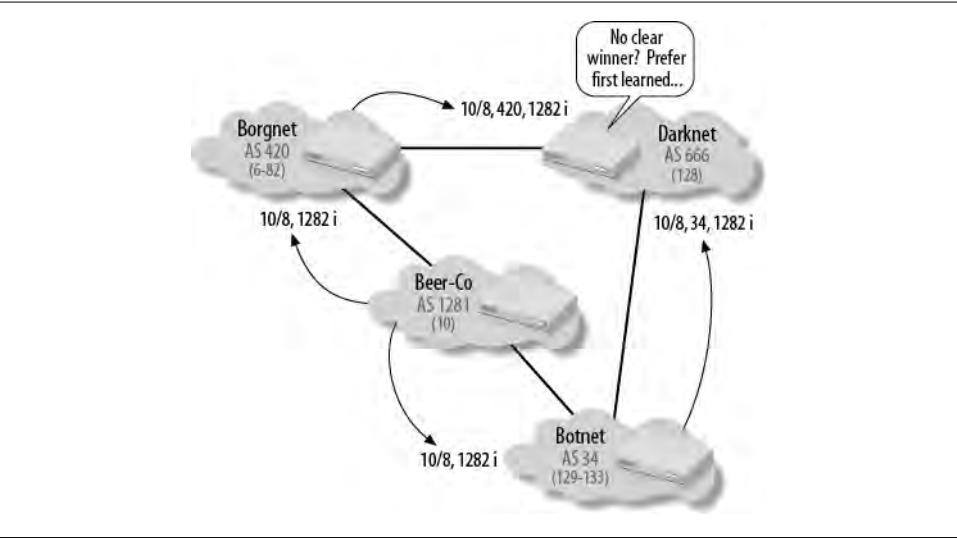 No clear
winner? Prefer
first learned...
10/8, 420, 1282 i
Borgnet
AS 420
(6-82)
Darknet
AS 666
(128)
10/8, 1282 i
10/8, 34, 1282 i
Beer-Co
AS 1281
(10)
10/8, 1282 i
Botnet
AS 34
(129-133)